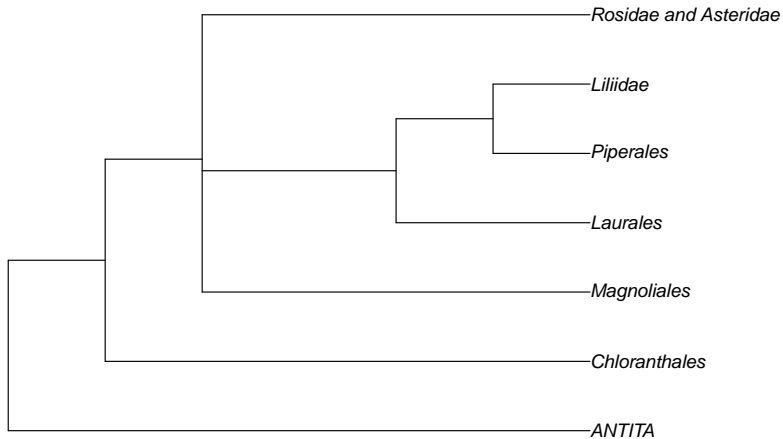 Rosidae and Asteridae
Liliidae
Piperales
Laurales
Magnoliales
Chloranthales
ANTITA